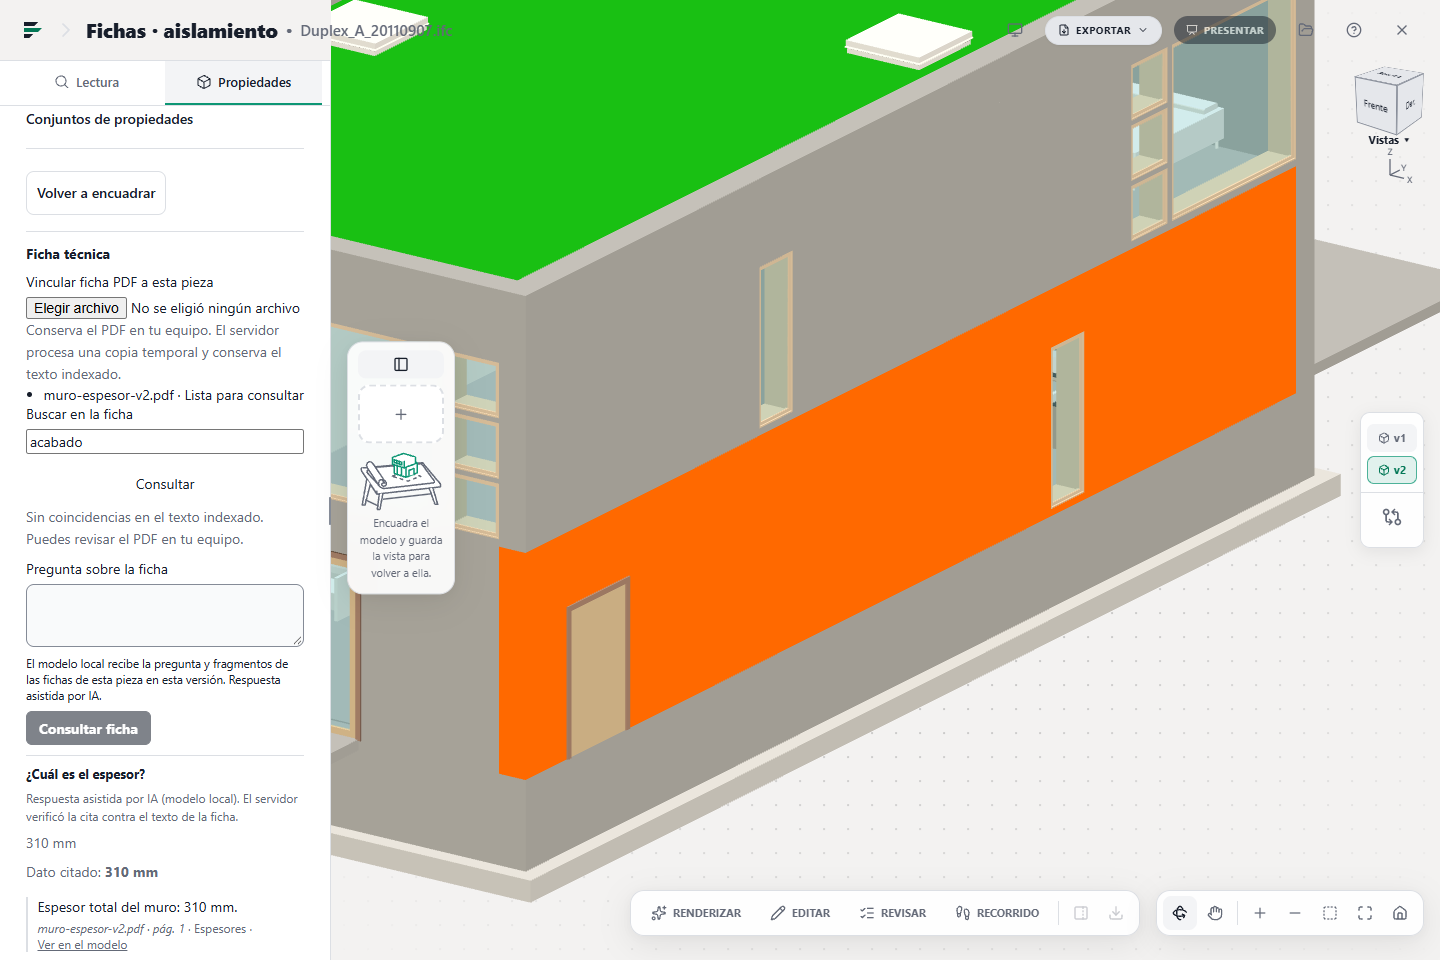 Fichas • aislamiento • Duplex_A_20110907.ifc
EXPORTAR
PRESENTAR
Lectura
Propiedades
Conjuntos de propiedades
Volver a encuadrar
Ficha técnica
Vincular ficha PDF a esta pieza
Elegir archivo No se eligió ningún archivo
Conserva el PDF en tu equipo. El servidor
procesa una copia temporal y conserva el
texto indexado.
• muro-espesor-v2.pdf · Lista para consultar
Buscar en la ficha
acabado
Consultar
Sin coincidencias en el texto indexado.
Puedes revisar el PDF en tu equipo.
Pregunta sobre la ficha
El modelo local recibe la pregunta y fragmentos de
las fichas de esta pieza en esta versión. Respuesta
asistida por IA.
Consultar ficha
¿Cuál es el espesor?
Respuesta asistida por IA (modelo local). El servidor
verificó la cita contra el texto de la ficha.
310 mm
Dato citado: 310 mm
Espesor total del muro: 310 mm.
muro-espesor-v2.pdf · pág. 1 · Espesores ·
Ver en el modelo
Encuadra el
modelo y guarda
la vista para
volver a ella.
Frente
Vistas
Z
Y
X
v1
v2
RENDERIZAR
EDITAR
REVISAR
RECORRIDO